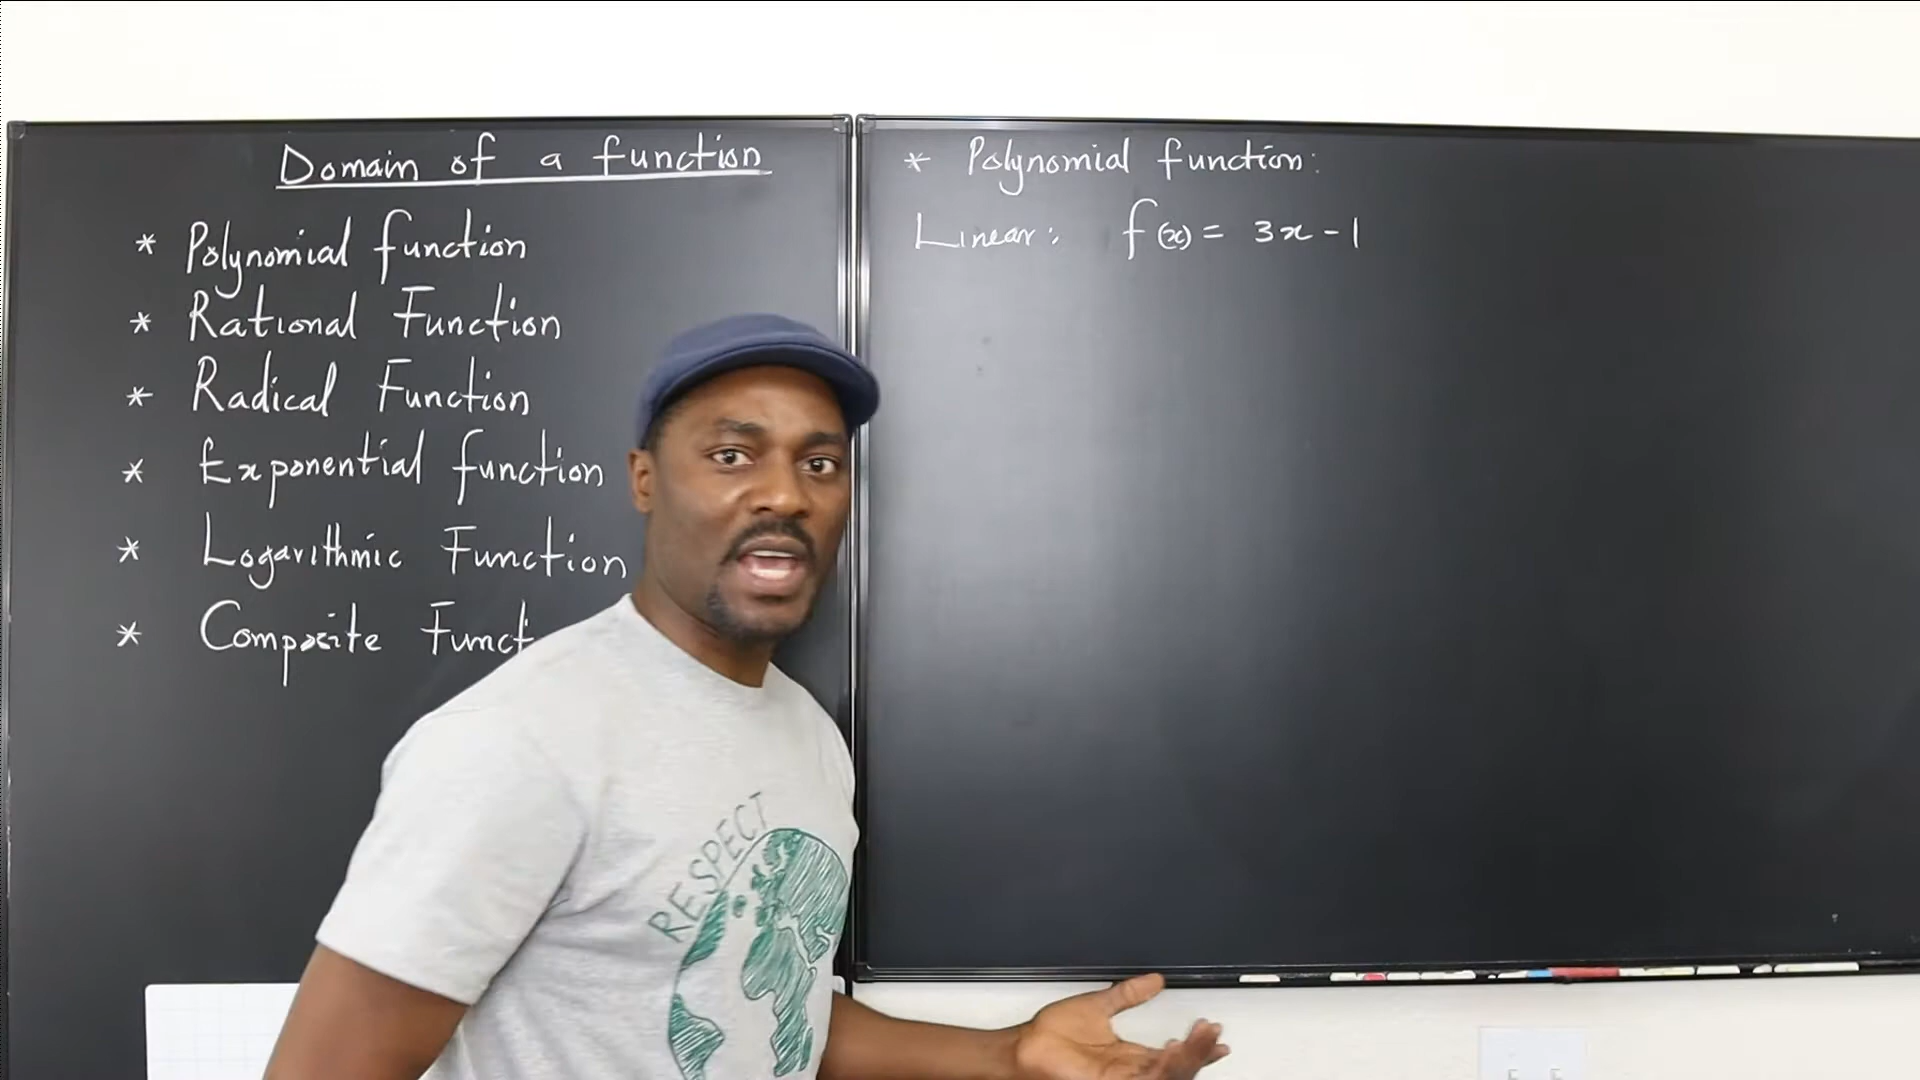 Domain of a function
* Polynomial function
* Rational Function
* Radical Function
* Exponential function
* Logarithmic Function
* Composite Funct
* Polynomial function:
Linear: f(x) = 3x - 1
RESPECT